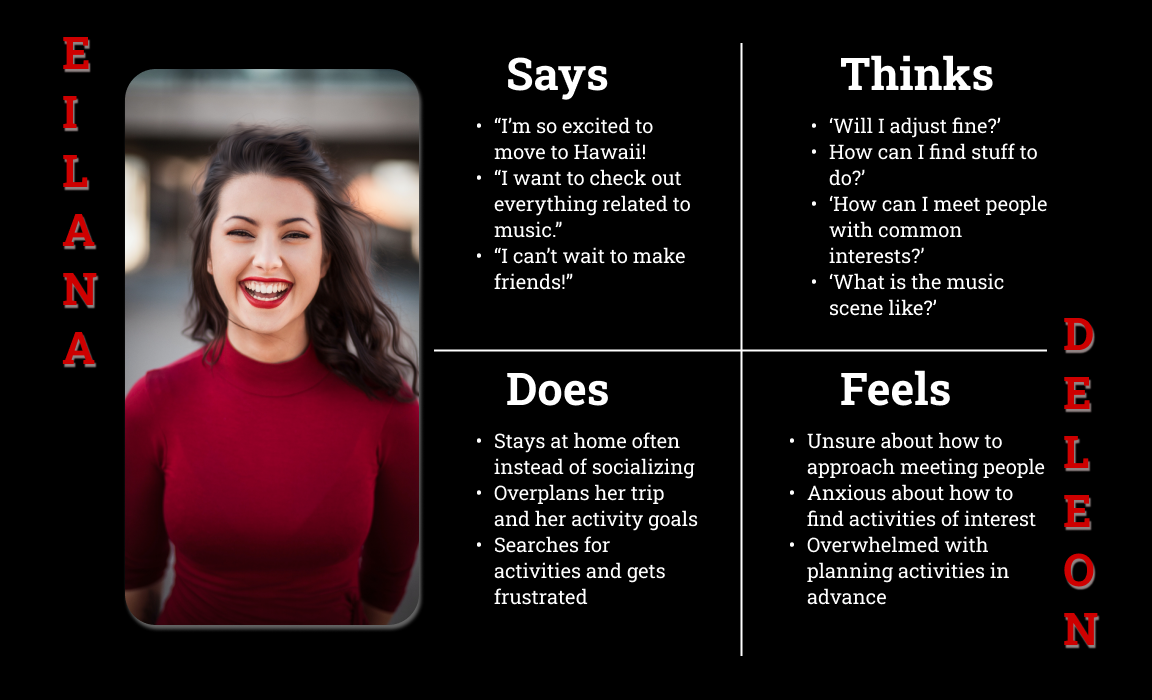 EILANA
Says
• “I’m so excited to
move to Hawaii!
• “I want to check out
everything related to
music.”
• “I can’t wait to make
friends!”
Thinks
• ‘Will I adjust fine?’
• How can I find stuff to
do?’
• ‘How can I meet people
with common
interests?’
• ‘What is the music
scene like?’
Does
• Stays at home often
instead of socializing
• Overplans her trip
and her activity goals
• Searches for
activities and gets
frustrated
Feels
• Unsure about how to
approach meeting people
• Anxious about how to
find activities of interest
• Overwhelmed with
planning activities in
advance
DELEON